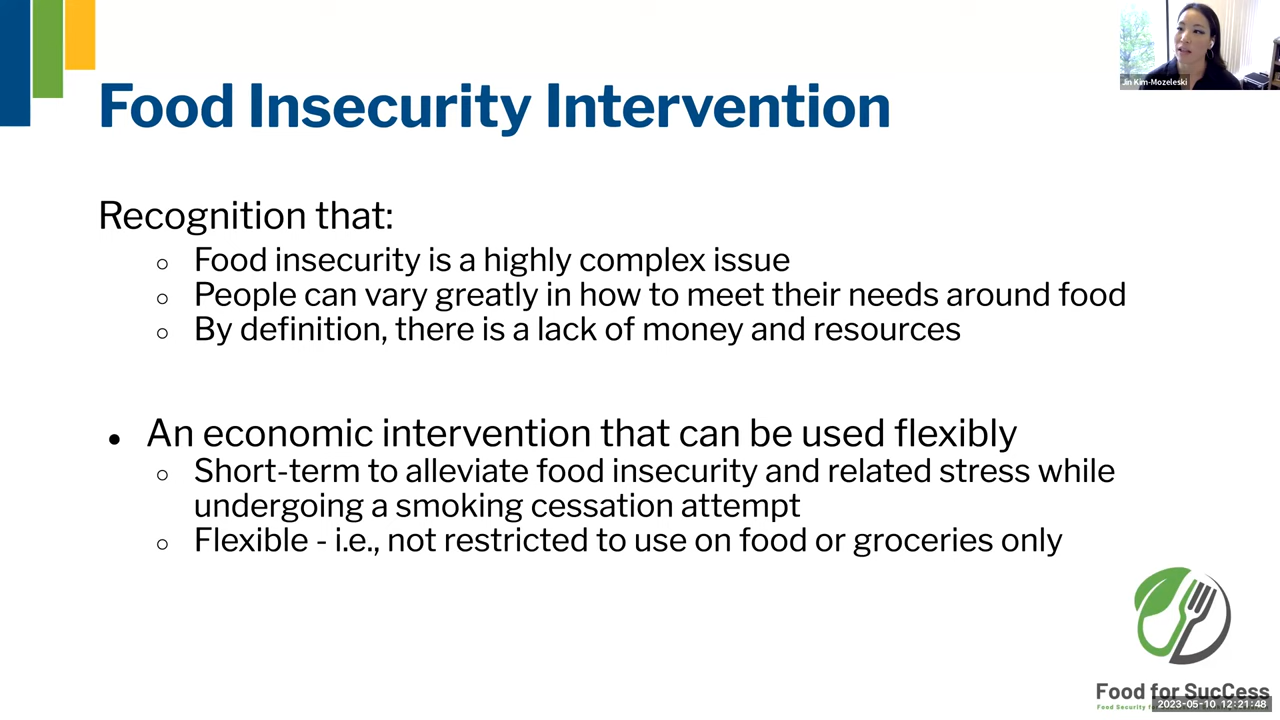 Food Insecurity Intervention
Jin Kim-Mozeleski
Recognition that:
Food insecurity is a highly complex issue
People can vary greatly in how to meet their needs around food
By definition, there is a lack of money and resources
An economic intervention that can be used flexibly
Short-term to alleviate food insecurity and related stress while
undergoing a smoking cessation attempt
Flexible - i.e., not restricted to use on food or groceries only
Food for SucCess
Food Security
2023-05-10 12:21:48